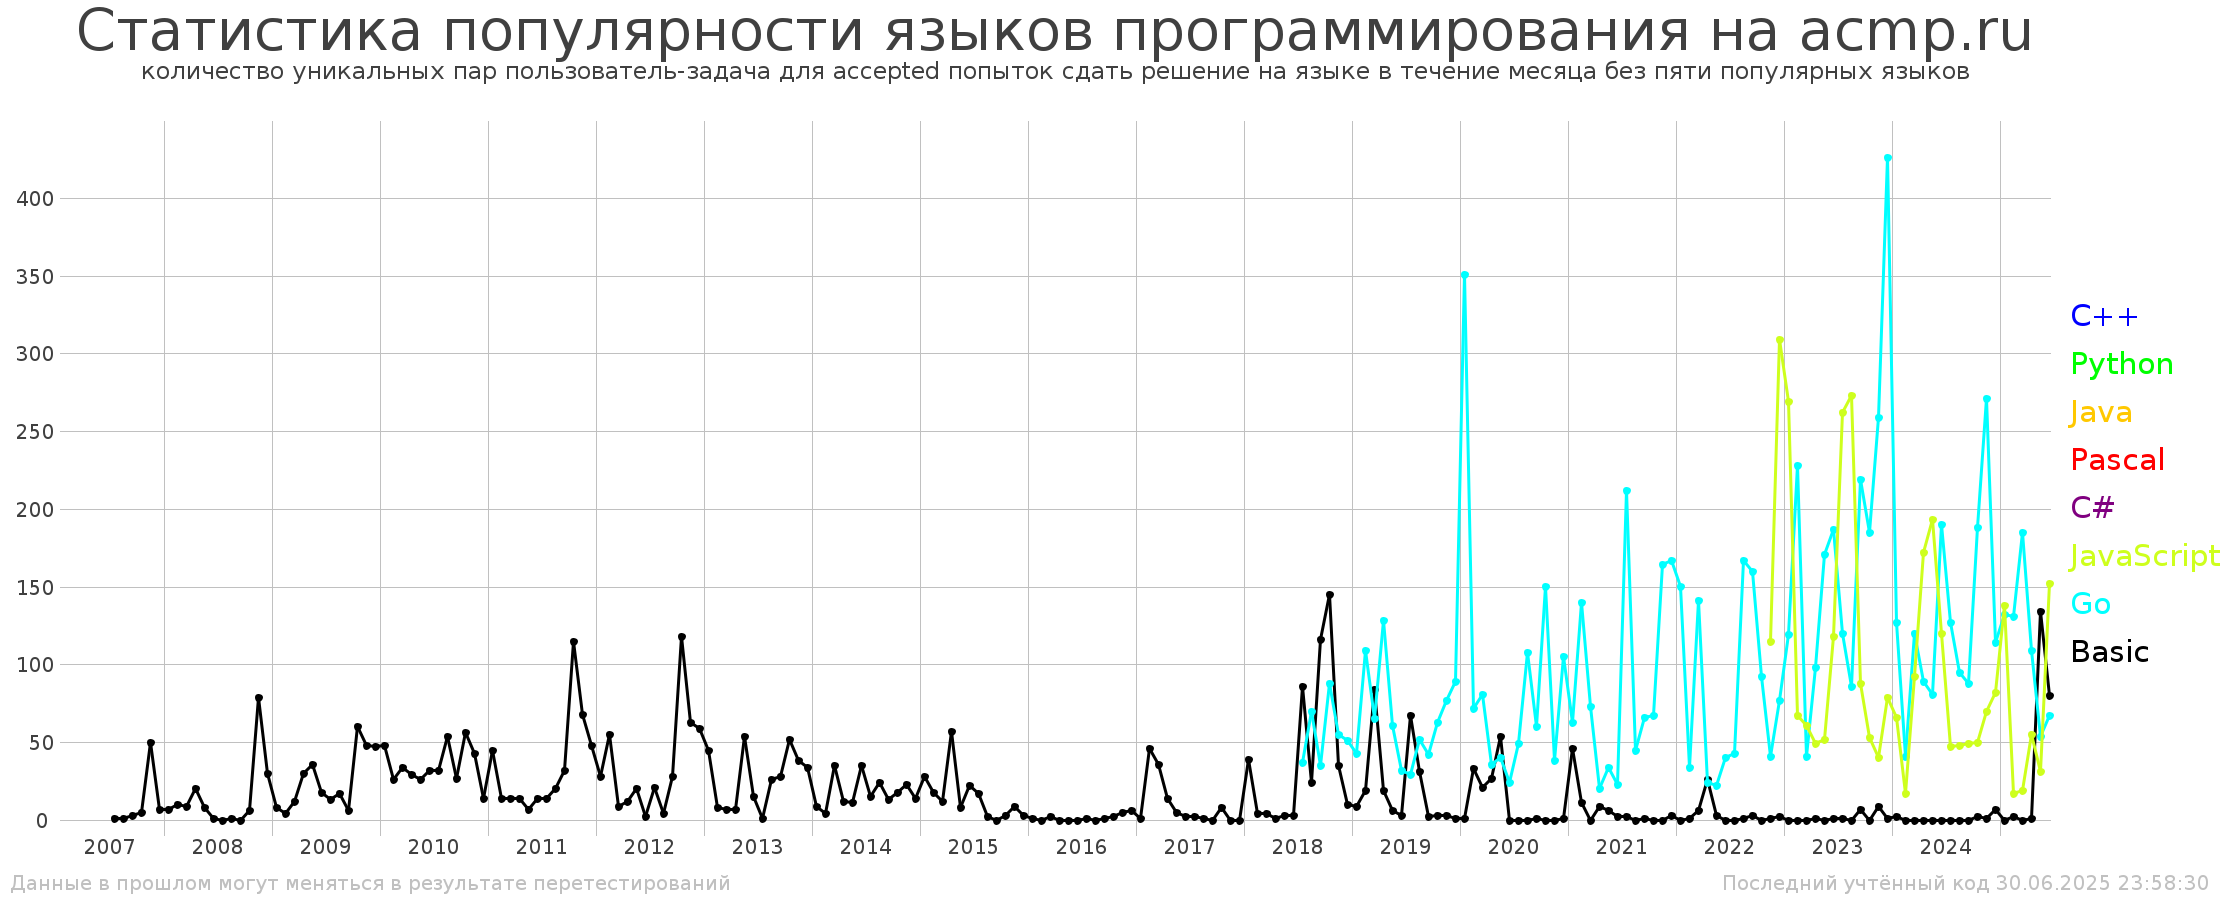 Статистика популярности языков программирования на acmp.ru
количество уникальных пар пользователь-задача для accepted попыток сдать решение на языке в течение месяца без пяти популярных языков
400
350
300
250
200
150
100
50
0
2007 2008 2009 2010 2011 2012 2013 2014 2015 2016 2017 2018 2019 2020 2021 2022 2023 2024
C++
Python
Java
Pascal
C#
JavaScript
Go
Basic
Данные в прошлом могут меняться в результате перетестирований
Последний учтённый код 30.06.2025 23:58:30